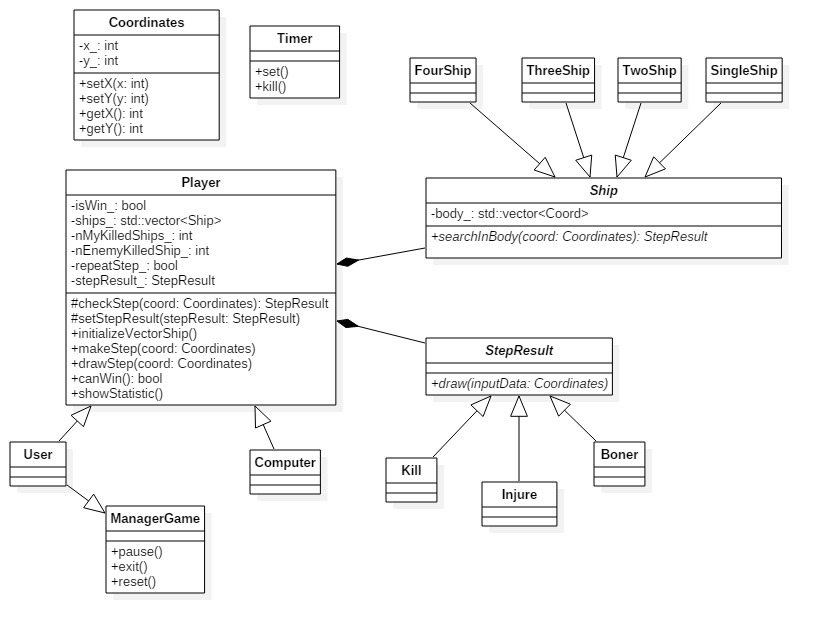 Coordinates
-x_: int
-y_: int
+setX(x: int)
+setY(y: int)
+getX(): int
+getY(): int
Timer
+set()
+kill()
FourShip
ThreeShip
TwoShip
SingleShip
Player
-isWin_: bool
-ships_: std::vector<Ship>
-nMyKilledShips_: int
-nEnemyKilledShip_: int
-repeatStep_: bool
-stepResult_: StepResult
#checkStep(coord: Coordinates): StepResult
#setStepResult(stepResult: StepResult)
+initializeVectorShip()
+makeStep(coord: Coordinates)
+drawStep(coord: Coordinates)
+canWin(): bool
+showStatistic()
Ship
-body_: std::vector<Coord>
+searchInBody(coord: Coordinates): StepResult
StepResult
+draw(inputData: Coordinates)
User
Computer
Kill
Injure
Boner
ManagerGame
+pause()
+exit()
+reset()